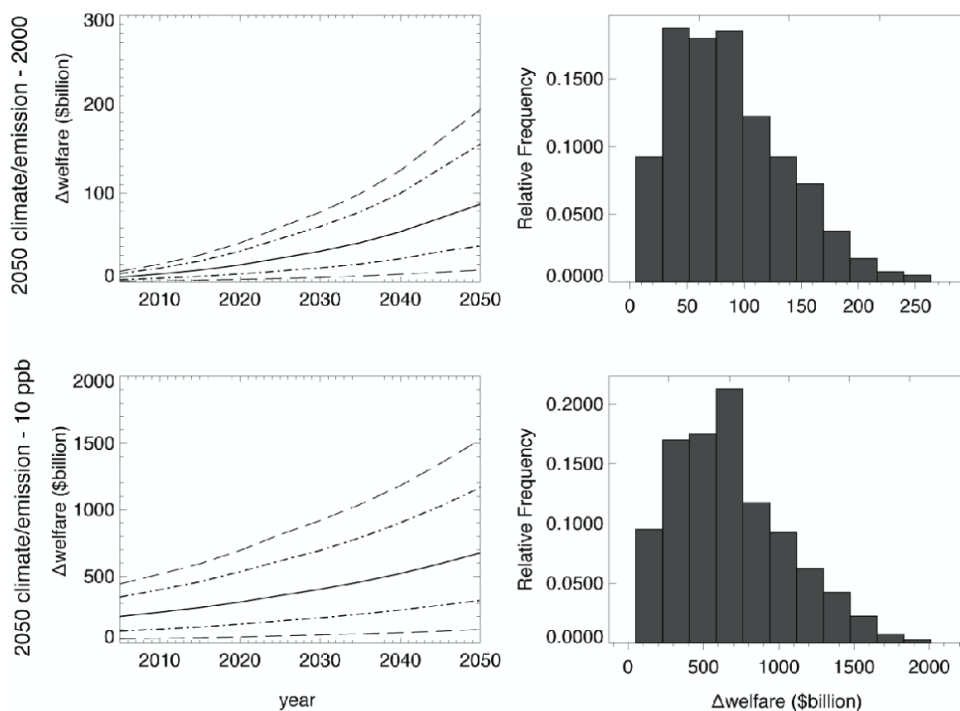 2050 climate/emission - 2000
Δwelfare ($billion)
300
200
100
0
2010 2020 2030 2040 2050
Relative Frequency
0.1500
0.1000
0.0500
0.0000
0 50 100 150 200 250
2050 climate/emission - 10 ppb
Δwelfare ($billion)
2000
1500
1000
500
0
2010 2020 2030 2040 2050
year
Relative Frequency
0.2000
0.1500
0.1000
0.0500
0.0000
0 500 1000 1500 2000
Δwelfare ($billion)